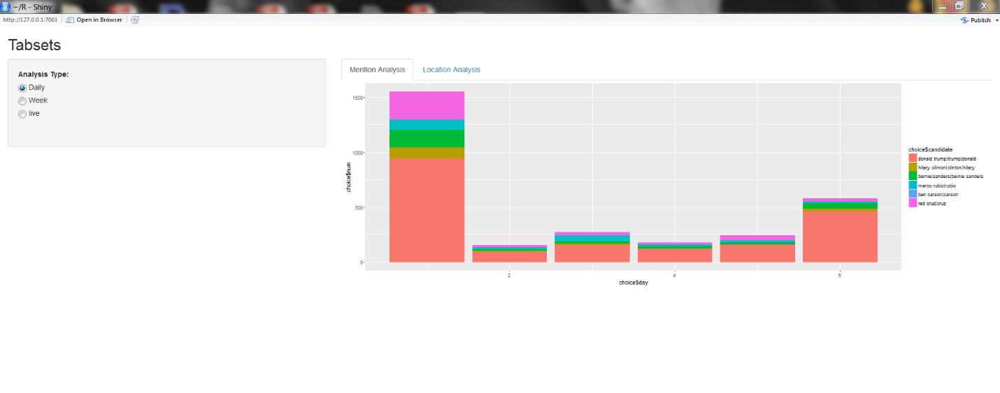 ~/R - Shiny
http://127.0.0.1:7061 Open in Browser Publish
Tabsets
Analysis Type:
Daily
Week
live
Mention Analysis Location Analysis
1500
1000
500
0
choice$num
2 4 6
choice$day
choice$candidate
donald trump|trump|donald
hilary clinton|clinton|hilary
bernie|sanders|bernie sanders
marco rubio|rubio
ben carson|carson
ted cruz|cruz